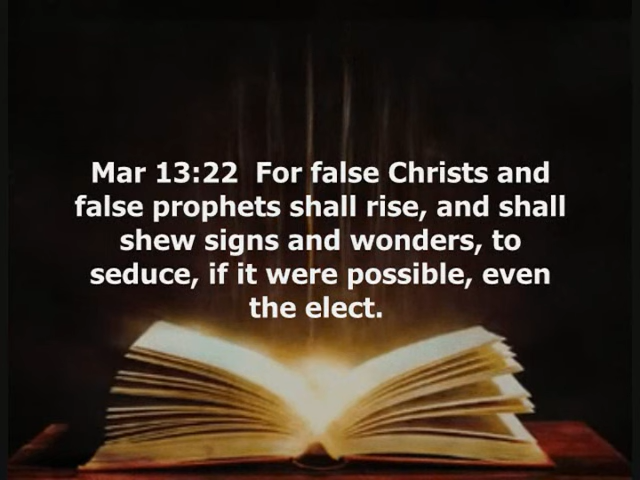 Mar 13:22  For false Christs and
false prophets shall rise, and shall
shew signs and wonders, to
seduce, if it were possible, even
the elect.